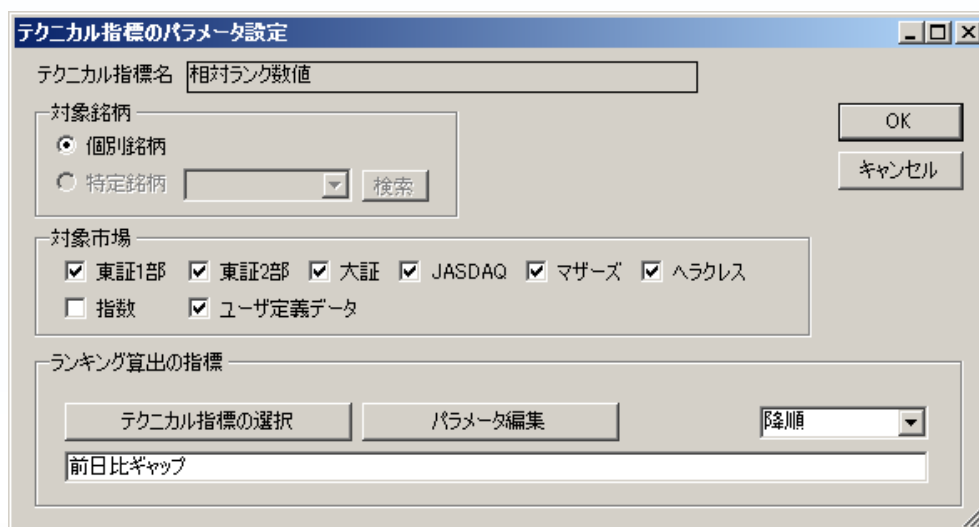 テクニカル指標のパラメータ設定
テクニカル指標名 相対ランク数値
対象銘柄
OK
個別銘柄
キャンセル
特定銘柄 検索
対象市場
東証1部 東証2部 大証 JASDAQ マザーズ ヘラクレス
指数 ユーザ定義データ
ランキング算出の指標
テクニカル指標の選択 パラメータ編集 降順
前日比ギャップ